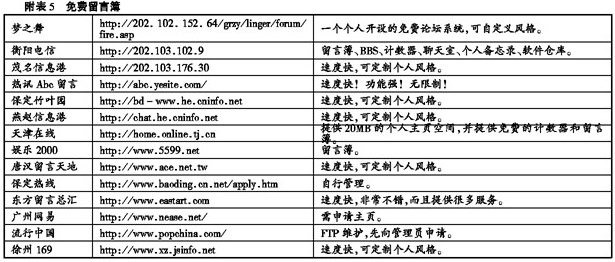 附表5 免费留言簿
梦之舞 http://202.102.152.64/grzy/linger/forum/fire.asp 一个个人开设的免费论坛系统,可自定义风格。
衡阳电信 http://202.103.102.9 留言簿、BBS、计数器、聊天室、个人备忘录、软件仓库。
茂名信息港 http://202.103.176.30 速度快,可定制个人风格。
热讯 Abc 留言 http://abc.yesite.com/ 速度快!功能强!无限制!
保定竹叶园 http://bd-www.he.cninfo.net 速度快,可定制个人风格。
燕赵信息港 http://chat.he.cninfo.net 速度快,可定制个人风格。
天津在线 http://home.online.tj.cn 提供20MB的个人主页空间,并提供免费的计数器和留言簿。
娱乐 2000 http://www.5599.net 留言簿。
唐汉留言天地 http://www.ace.net.tw 速度快,可定制个人风格。
保定热线 http://www.baoding.cn.net/apply.htm 自行管理。
东方留言总汇 http://www.eastart.com 速度快,非常不错,而且提供很多服务。
广州网易 http://www.nease.net/ 需申请主页。
流行中国 http://www.popchina.com/ FTP维护,先向管理员申请。
徐州 169 http://www.xz.jsinfo.net 速度快,可定制个人风格。